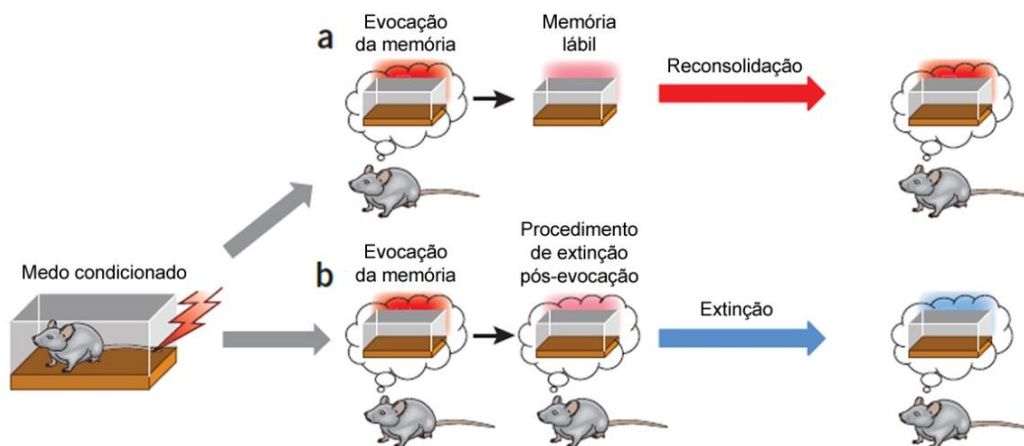 a
Evocação
da memória
Memória
lábil
Reconsolidação
Medo condicionado
b
Evocação
da memória
Procedimento
de extinção
pós-evocação
Extinção